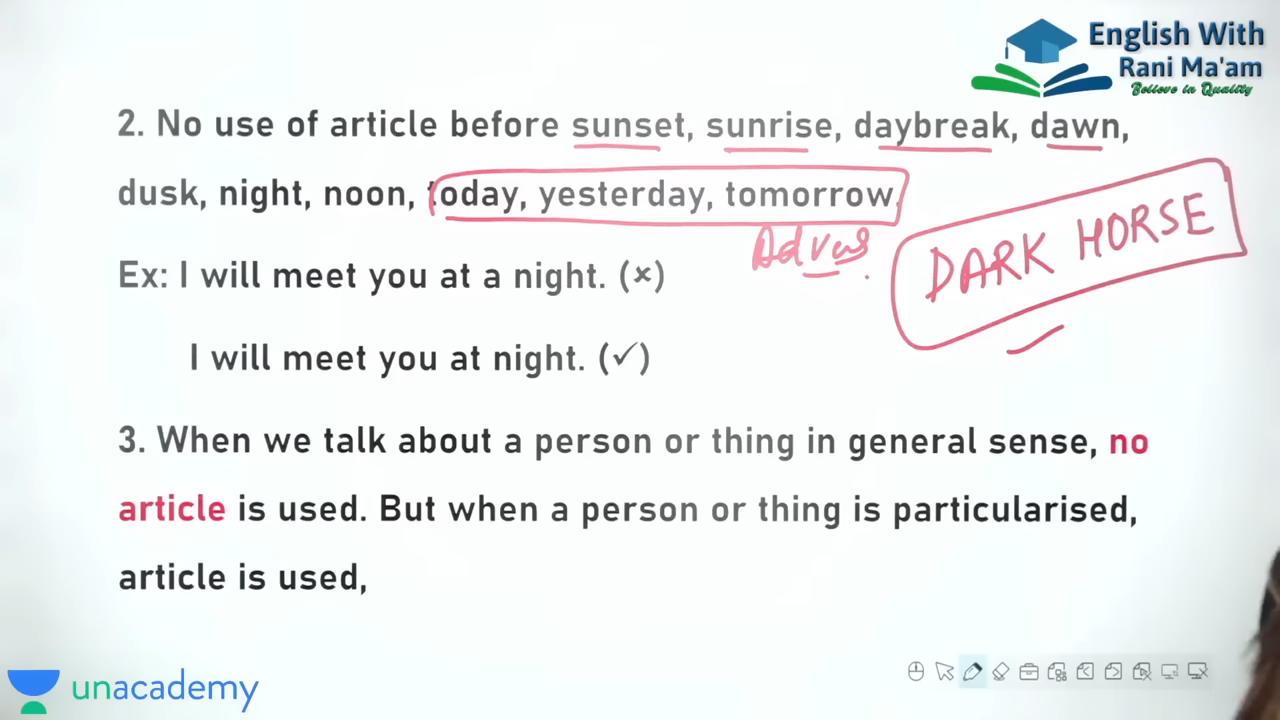 English With
Rani Ma'am
Believe in Quality
2. No use of article before sunset, sunrise, daybreak, dawn,
dusk, night, noon, today, yesterday, tomorrow.
DARK HORSE
Ex: I will meet you at a night. (×)
I will meet you at night. (✓)
3. When we talk about a person or thing in general sense, no
article is used. But when a person or thing is particularised,
article is used,
unacademy